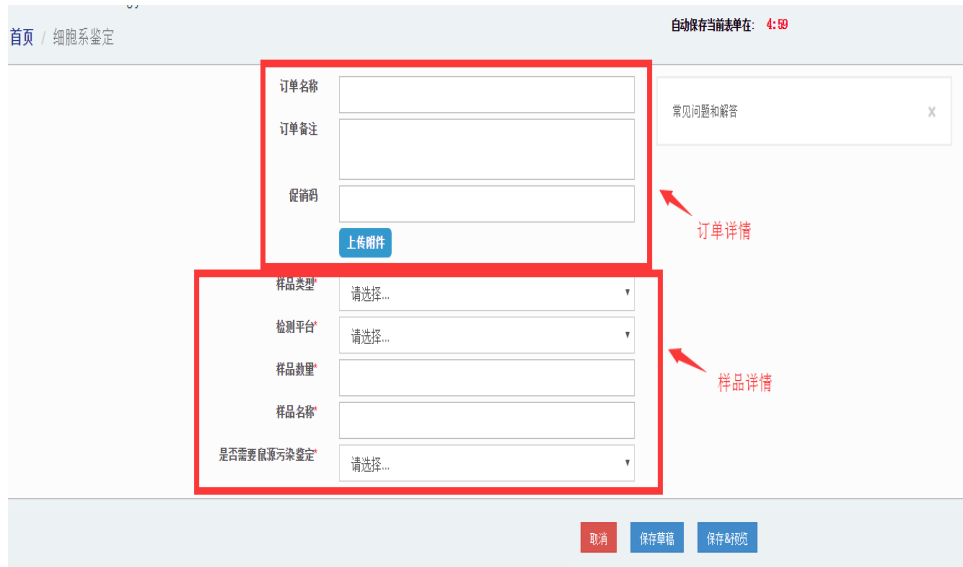 自动保存当前表单在： 4:59
首页 / 细胞系鉴定
订单名称
常见问题和解答 x
订单备注
促销码
上传附件
订单详情
样品类型*
请选择...
检测平台*
请选择...
样品数量*
样品详情
样品名称*
是否需要鼠源污染鉴定*
请选择...
取消 保存草稿 保存&预览